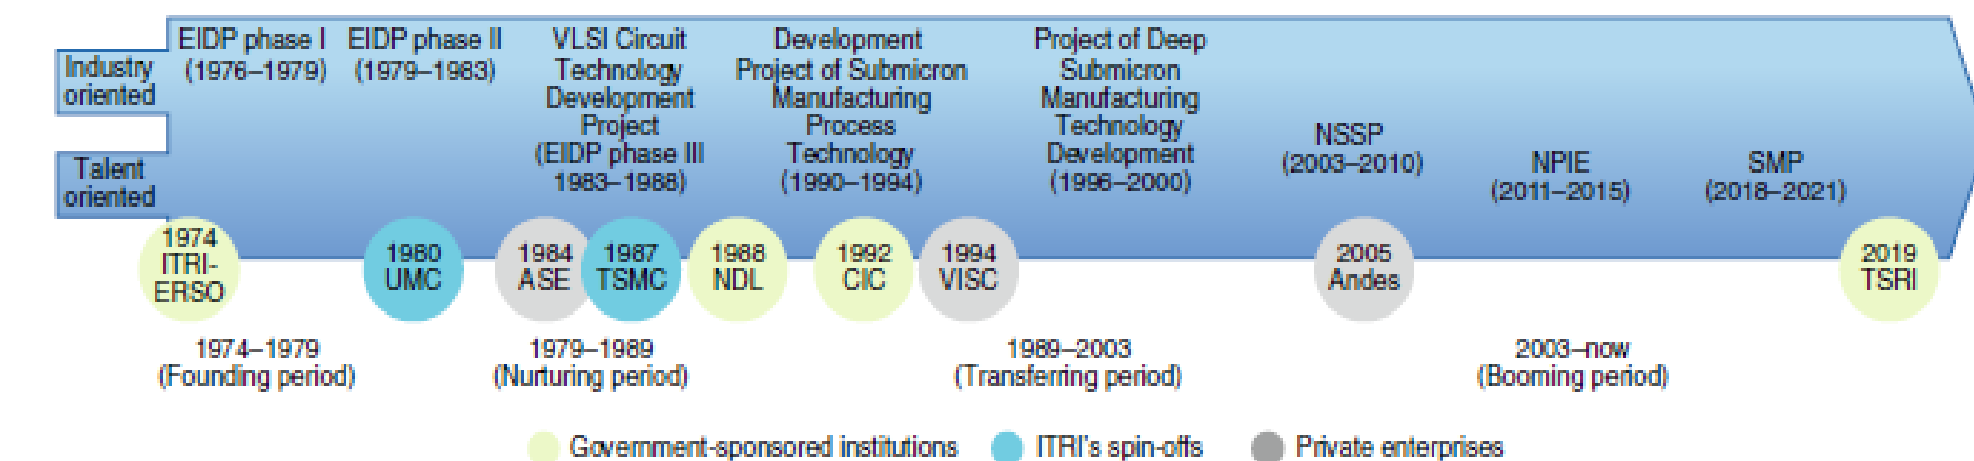 Industry
oriented
Talent
oriented
EIDP phase I
(1976–1979)
EIDP phase II
(1979–1983)
VLSI Circuit
Technology
Development
Project
(EIDP phase III
1983–1988)
Development
Project of Submicron
Manufacturing
Process
Technology
(1990–1994)
Project of Deep
Submicron
Manufacturing
Technology
Development
(1996–2000)
NSSP
(2003–2010)
NPIE
(2011–2015)
SMP
(2018–2021)
1974
ITRI-
ERSO
1980
UMC
1984
ASE
1987
TSMC
1988
NDL
1992
CIC
1994
VISC
2005
Andes
2019
TSRI
1974–1979
(Founding period)
1979–1989
(Nurturing period)
1989–2003
(Transferring period)
2003–now
(Booming period)
Government-sponsored institutions
ITRI's spin-offs
Private enterprises